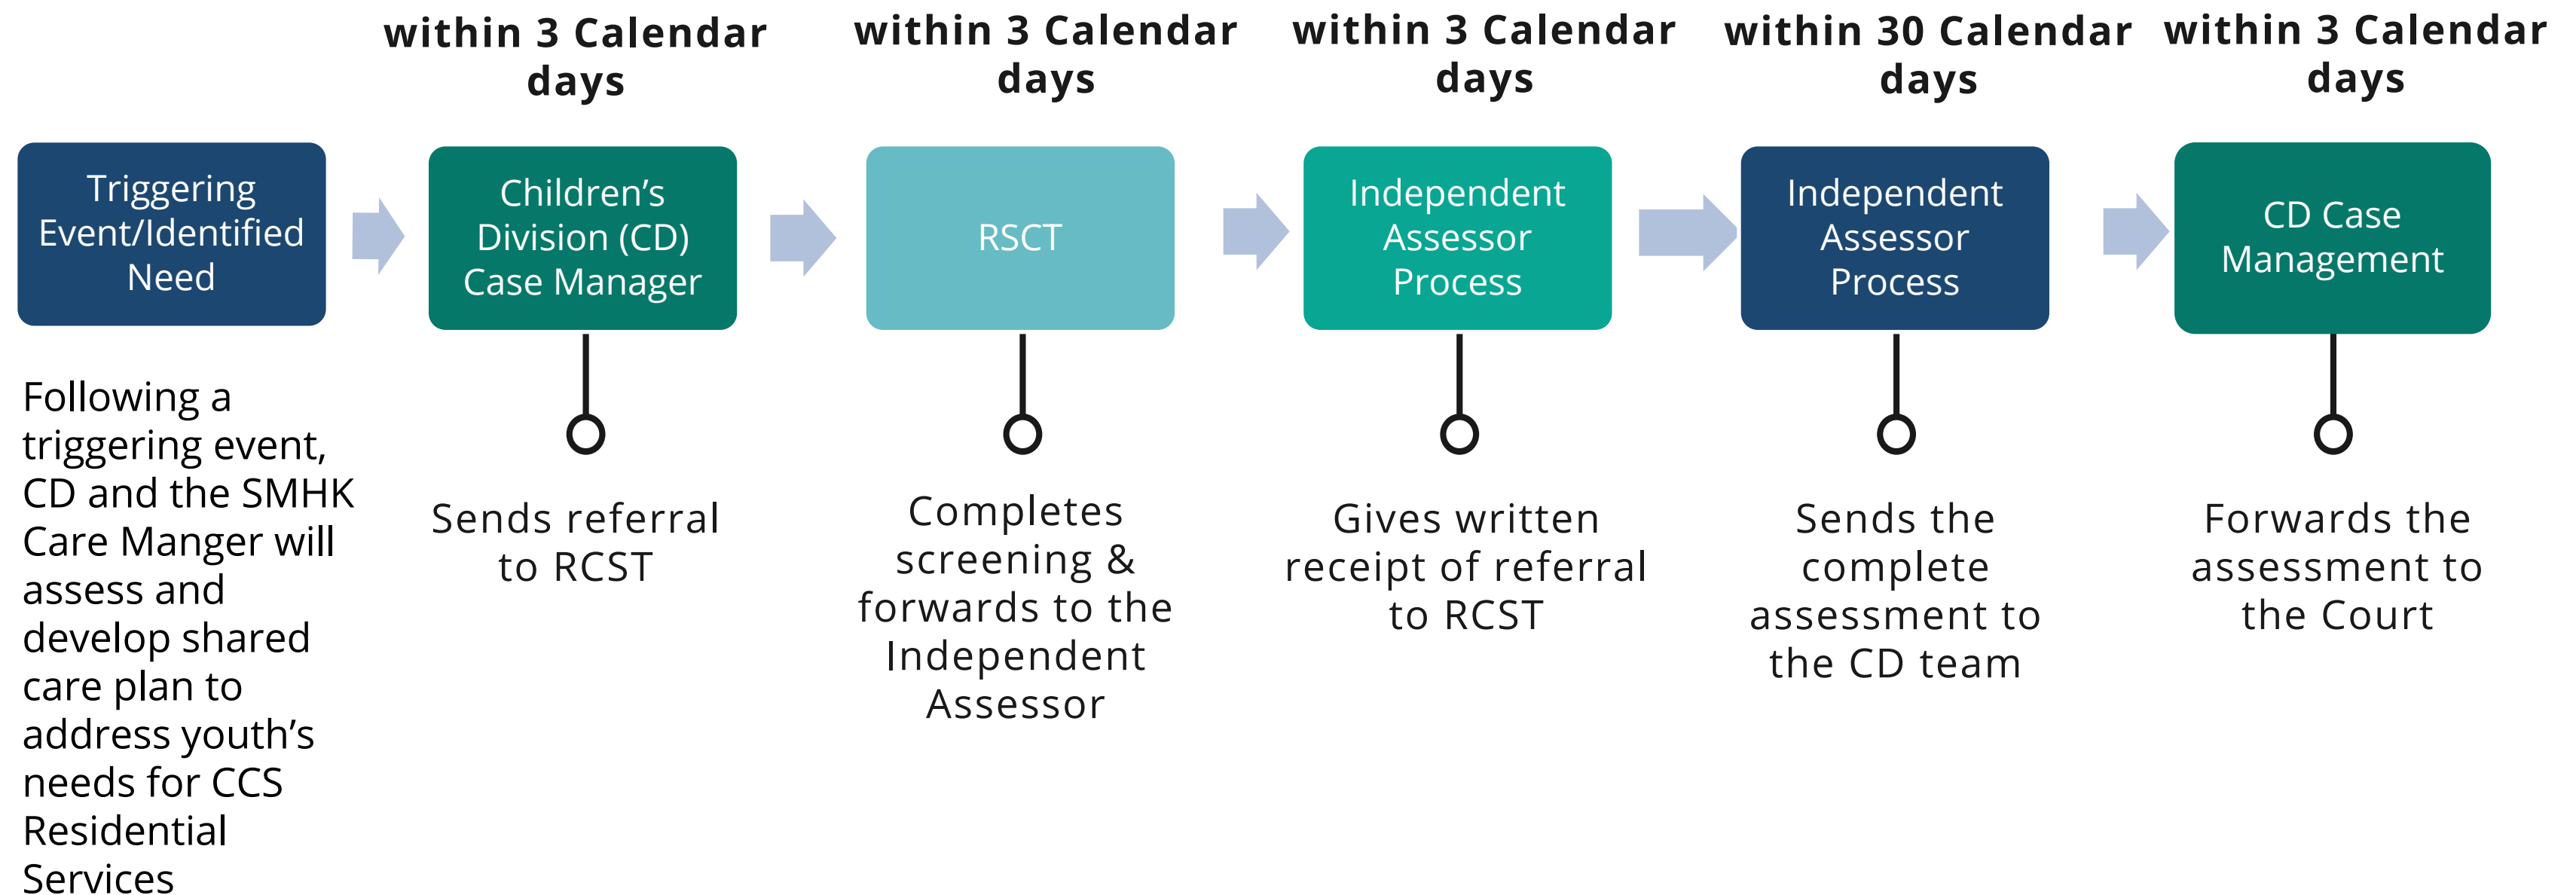 within 3 Calendar
days
within 3 Calendar
days
within 3 Calendar
days
within 30 Calendar
days
within 3 Calendar
days
Triggering
Event/Identified
Need
Children’s
Division (CD)
Case Manager
RSCT
Independent
Assessor
Process
Independent
Assessor
Process
CD Case
Management
Following a
triggering event,
CD and the SMHK
Care Manger will
assess and
develop shared
care plan to
address youth’s
needs for CCS
Residential
Services
Sends referral
to RCST
Completes
screening &
forwards to the
Independent
Assessor
Gives written
receipt of referral
to RCST
Sends the
complete
assessment to
the CD team
Forwards the
assessment to
the Court